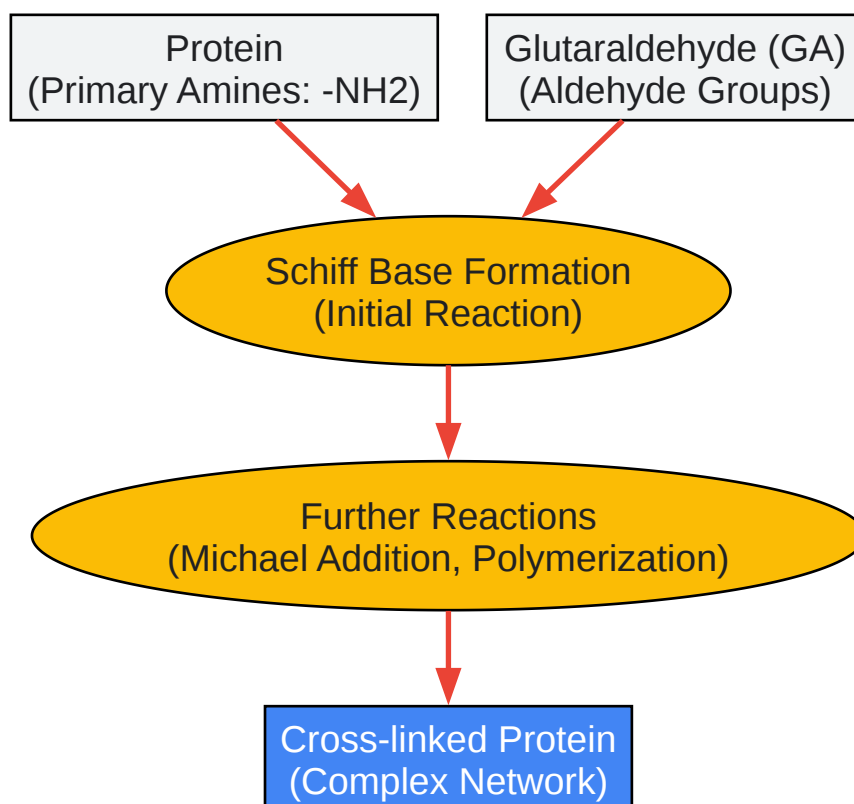 Protein
(Primary Amines: -NH2)
Glutaraldehyde (GA)
(Aldehyde Groups)
Schiff Base Formation
(Initial Reaction)
Further Reactions
(Michael Addition, Polymerization)
Cross-linked Protein
(Complex Network)